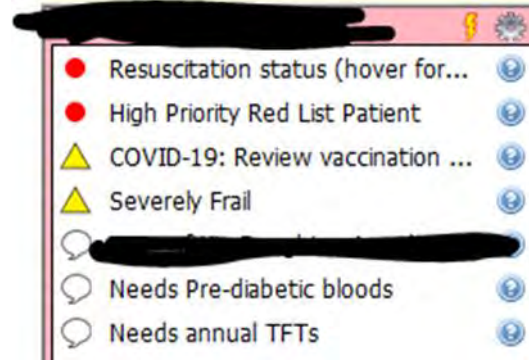 Resuscitation status (hover for...
High Priority Red List Patient
COVID-19: Review vaccination ...
Severely Frail
Needs Pre-diabetic bloods
Needs annual TFTs